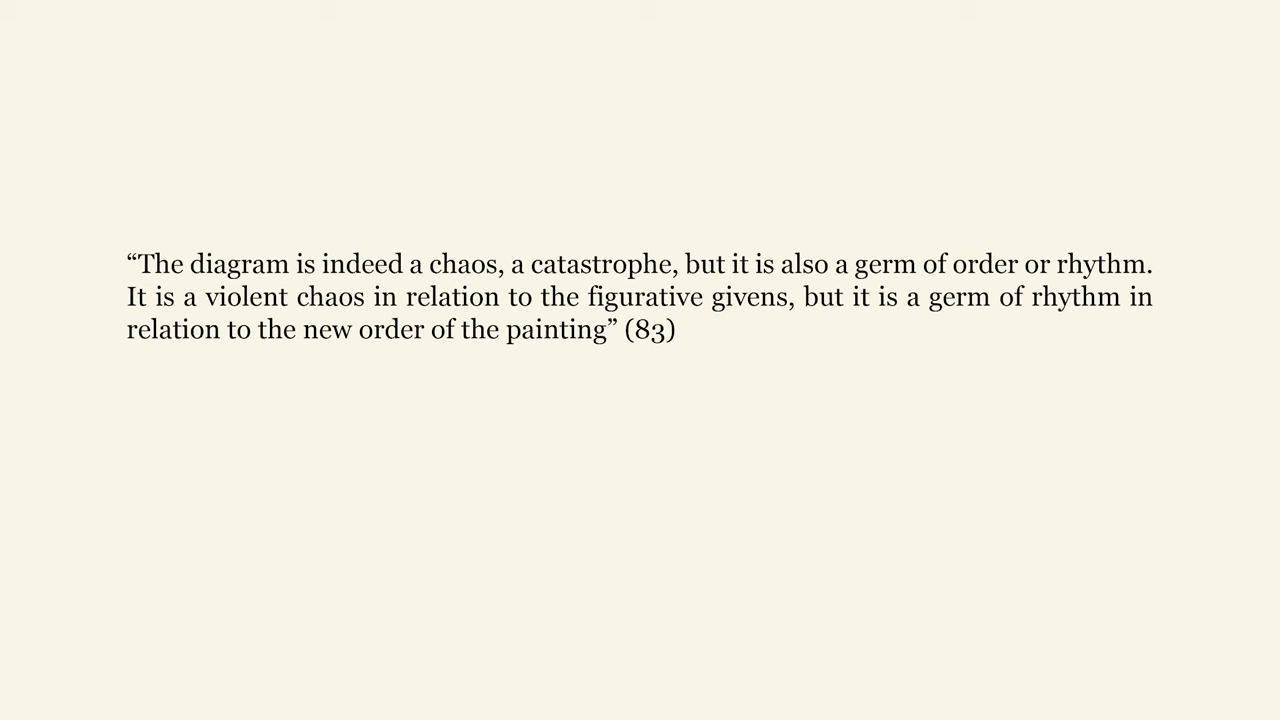 “The diagram is indeed a chaos, a catastrophe, but it is also a germ of order or rhythm.
It is a violent chaos in relation to the figurative givens, but it is a germ of rhythm in
relation to the new order of the painting” (83)